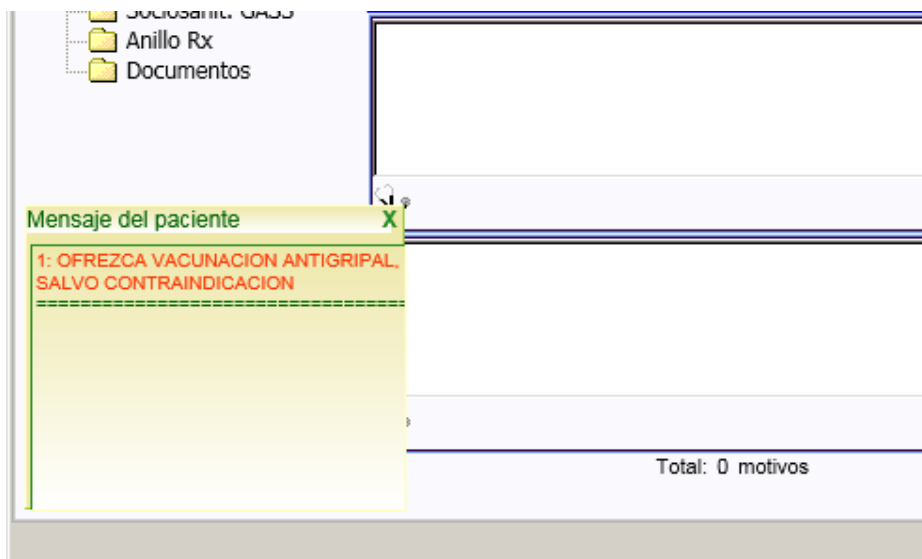 Sociosanit. GASS
Anillo Rx
Documentos
Mensaje del paciente X
1: OFREZCA VACUNACION ANTIGRIPAL,
SALVO CONTRAINDICACION
==================================
Total: 0 motivos